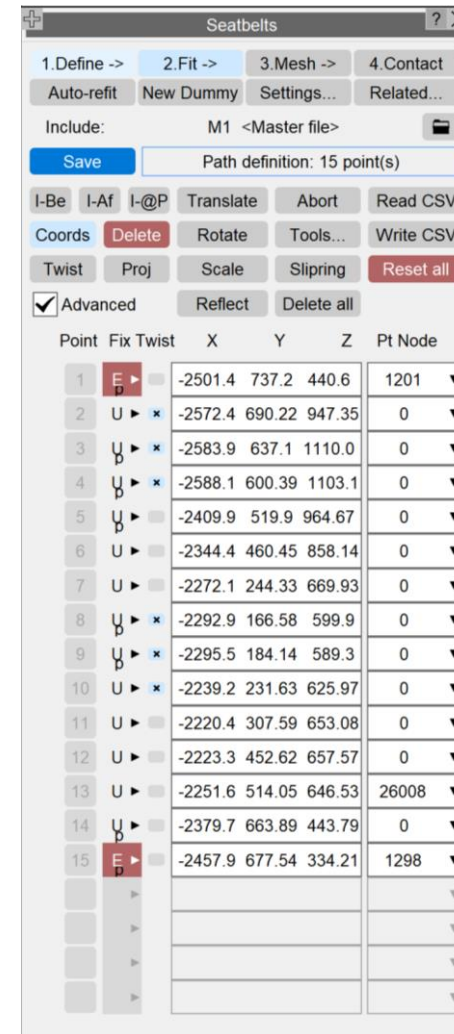 Seatbelts ?
1.Define -> 2.Fit -> 3.Mesh -> 4.Contact
Auto-refit New Dummy Settings... Related...
Include: M1 <Master file>
Save Path definition: 15 point(s)
I-Be I-Af I-@P Translate Abort Read CSV
Coords Delete Rotate Tools... Write CSV
Twist Proj Scale Slipring Reset all
Advanced Reflect Delete all
Point Fix Twist X Y Z Pt Node
1 E p -2501.4 737.2 440.6 1201
2 U × -2572.4 690.22 947.35 0
3 U p × -2583.9 637.1 1110.0 0
4 U p × -2588.1 600.39 1103.1 0
5 U p -2409.9 519.9 964.67 0
6 U -2344.4 460.45 858.14 0
7 U -2272.1 244.33 669.93 0
8 U p × -2292.9 166.58 599.9 0
9 U p × -2295.5 184.14 589.3 0
10 U × -2239.2 231.63 625.97 0
11 U -2220.4 307.59 653.08 0
12 U -2223.3 452.62 657.57 0
13 U -2251.6 514.05 646.53 26008
14 U p -2379.7 663.89 443.79 0
15 E p -2457.9 677.54 334.21 1298